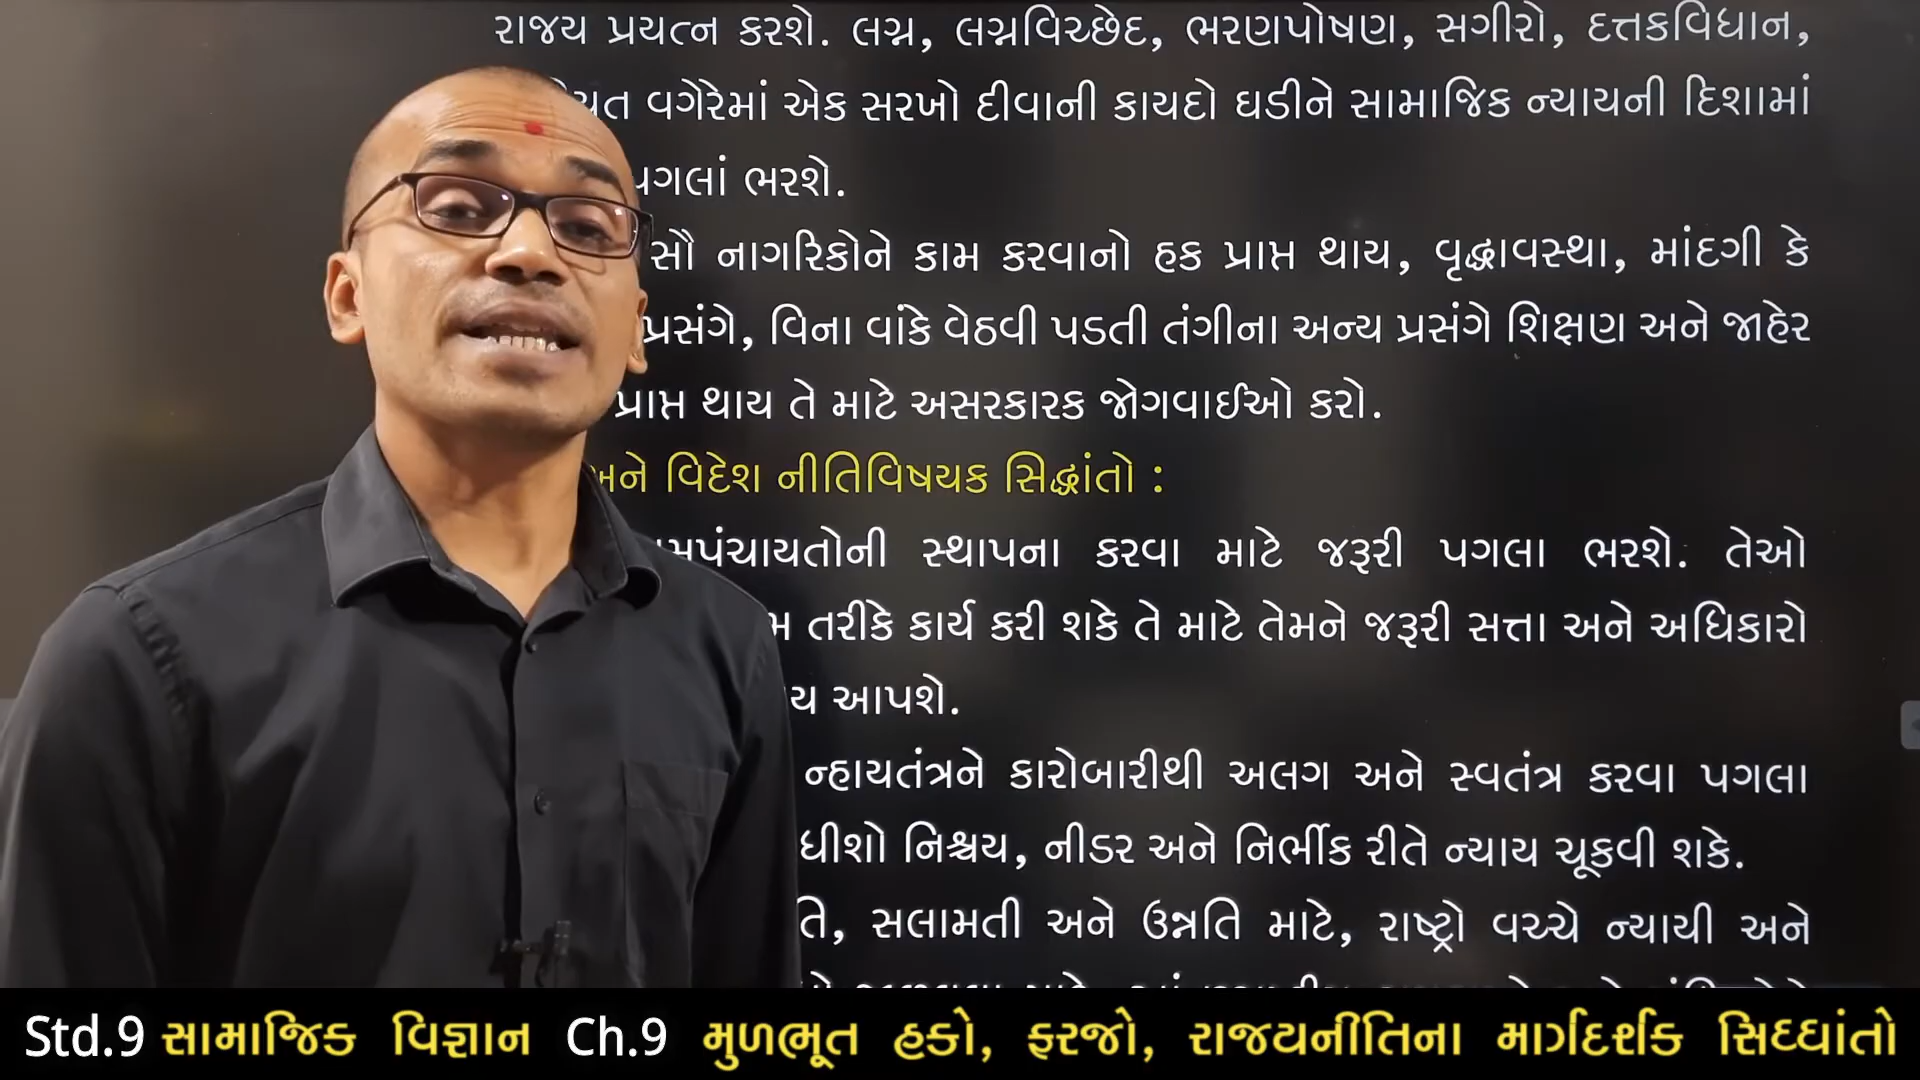 રાજ્ય પ્રયત્ન કરશે. લગ્ન, લગ્નવિચ્છેદ, ભરણપોષણ, સગીરો, દત્તકવિધાન,
વગેરેમાં એક સરખો દીવાની કાયદો ઘડીને સામાજિક ન્યાયની દિશામાં
પગલાં ભરશે.
સૌ નાગરિકોને કામ કરવાનો હક પ્રાપ્ત થાય, વૃદ્ધાવસ્થા, માંદગી કે
પ્રસંગે, વિના વાંકે વેઠવી પડતી તંગીના અન્ય પ્રસંગે શિક્ષણ અને જાહેર
પ્રાપ્ત થાય તે માટે અસરકારક જોગવાઈઓ કરો.
અને વિદેશ નીતિવિષયક સિદ્ધાંતો :
સ્થાપના કરવા માટે જરૂરી પગલા ભરશે. તેઓ
તરીકે કાર્ય કરી શકે તે માટે તેમને જરૂરી સત્તા અને અધિકારો
આપશે.
ન્હાયતંત્રને કારોબારીથી અલગ અને સ્વતંત્ર કરવા પગલા
નિશ્ચય, નીડર અને નિર્ભીક રીતે ન્યાય ચૂકવી શકે.
સલામતી અને ઉન્નતિ માટે, રાષ્ટ્રો વચ્ચે ન્યાયી અને
Std.9 સામાજિક વિજ્ઞાન Ch.9 મુળભૂત હકો, ફરજો, રાજયનીતિના માર્ગદર્શક સિધ્ધાંતો